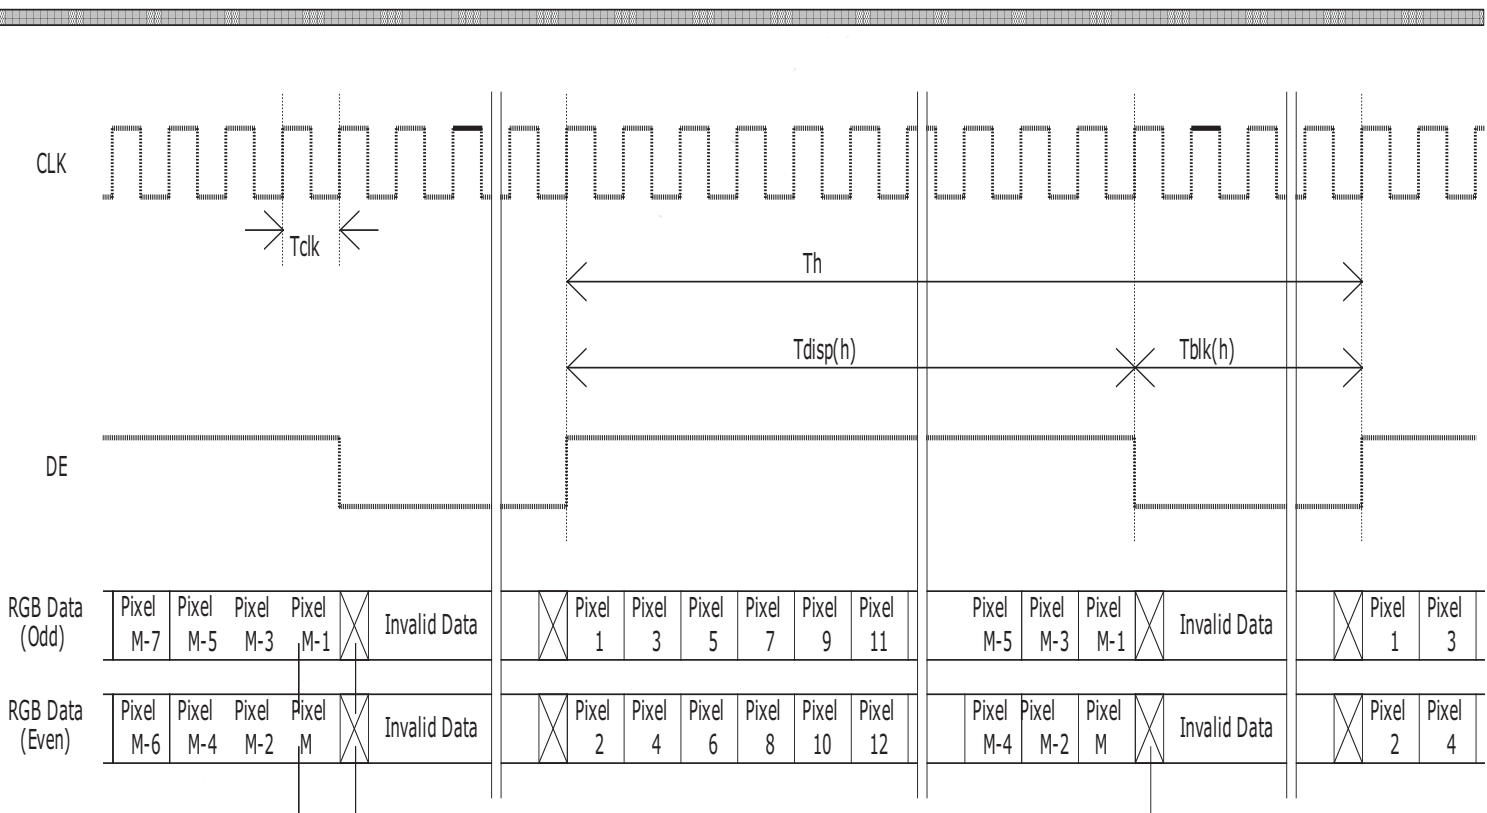 CLK
Tclk
Th
Tdisp(h)
Tblk(h)
DE
RGB Data
(Odd)
Pixel Pixel Pixel Pixel Invalid Data Pixel Pixel Pixel Pixel Pixel Pixel Pixel Pixel Pixel Invalid Data Pixel Pixel
M-7 M-5 M-3 M-1 1 3 5 7 9 11 M-5 M-3 M-1 1 3
RGB Data
(Even)
Pixel Pixel Pixel Pixel Invalid Data Pixel Pixel Pixel Pixel Pixel Pixel Pixel Pixel Pixel Invalid Data Pixel Pixel
M-6 M-4 M-2 M 2 4 6 8 10 12 M-4 M-2 M 2 4